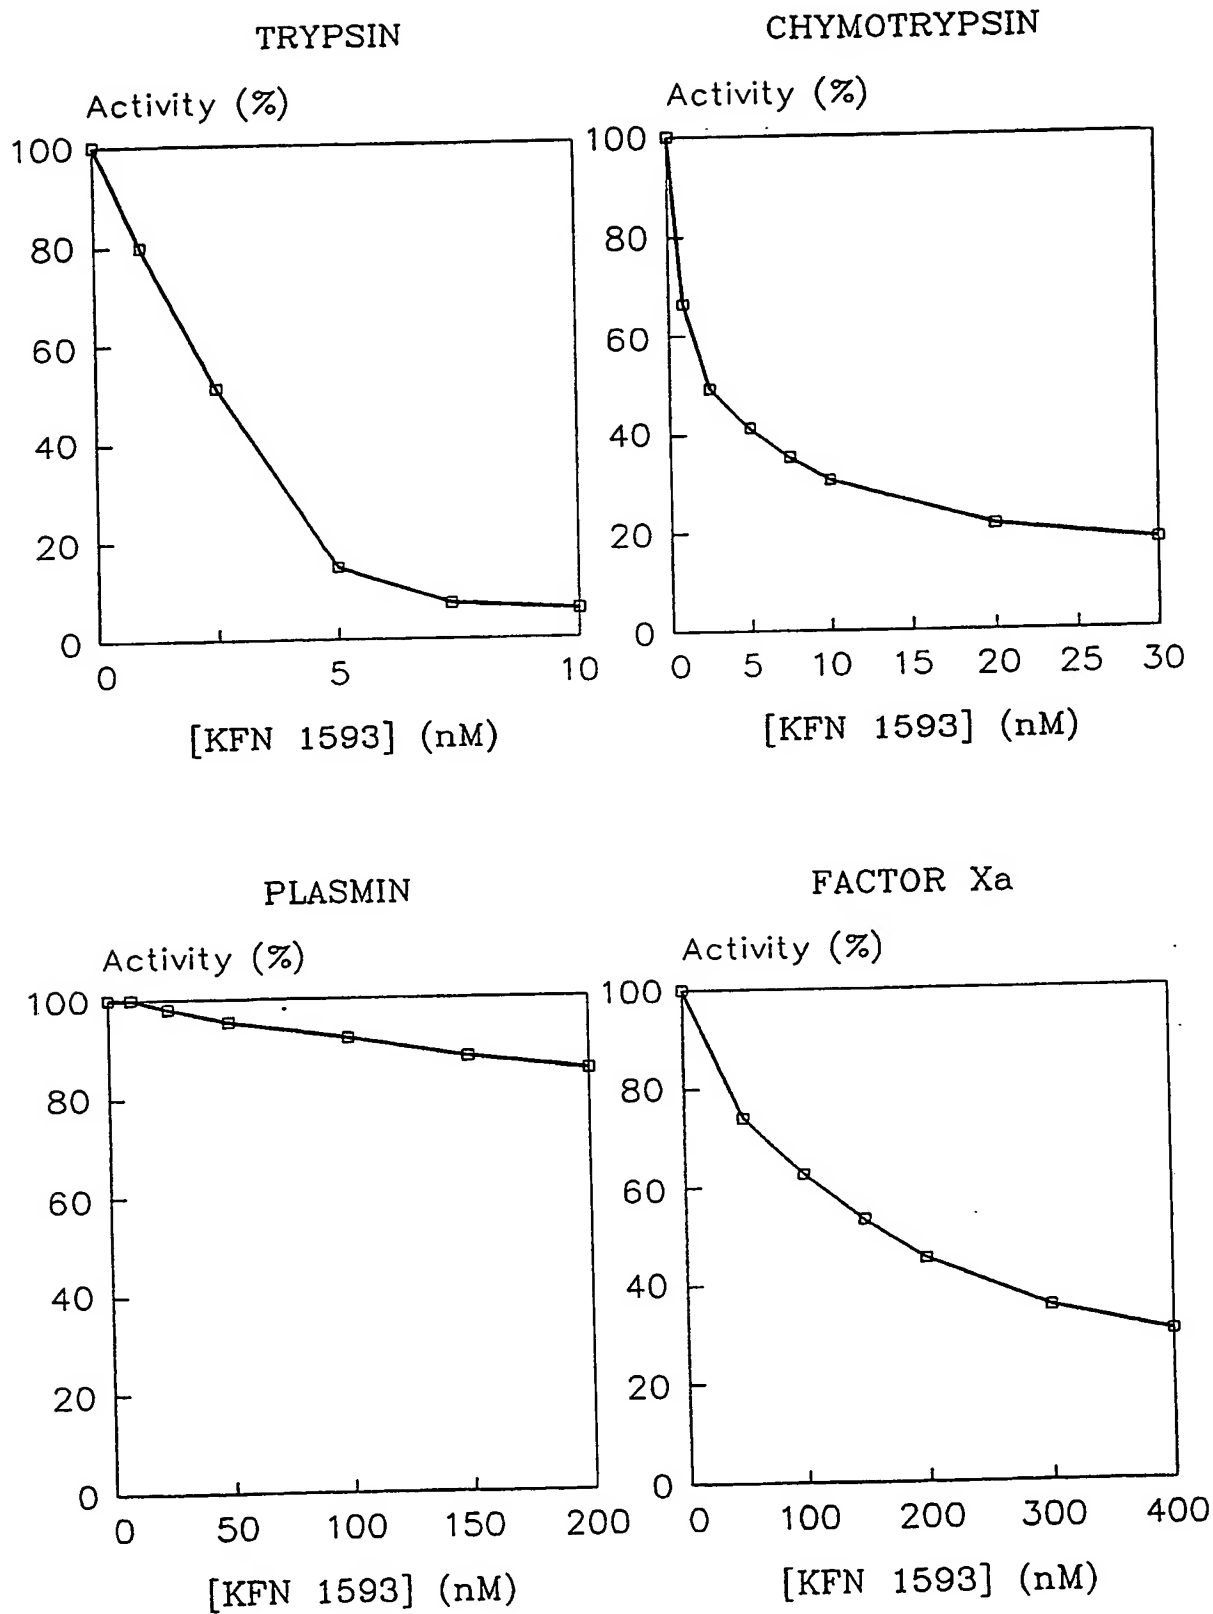 TRYPSIN
Activity (%)
100
80
60
40
20
0
0 5 10
[KFN 1593] (nM)
CHYMOTRYPSIN
Activity (%)
100
80
60
40
20
0
0 5 10 15 20 25 30
[KFN 1593] (nM)
PLASMIN
Activity (%)
100
80
60
40
20
0
0 50 100 150 200
[KFN 1593] (nM)
FACTOR Xa
Activity (%)
100
80
60
40
20
0
0 100 200 300 400
[KFN 1593] (nM)